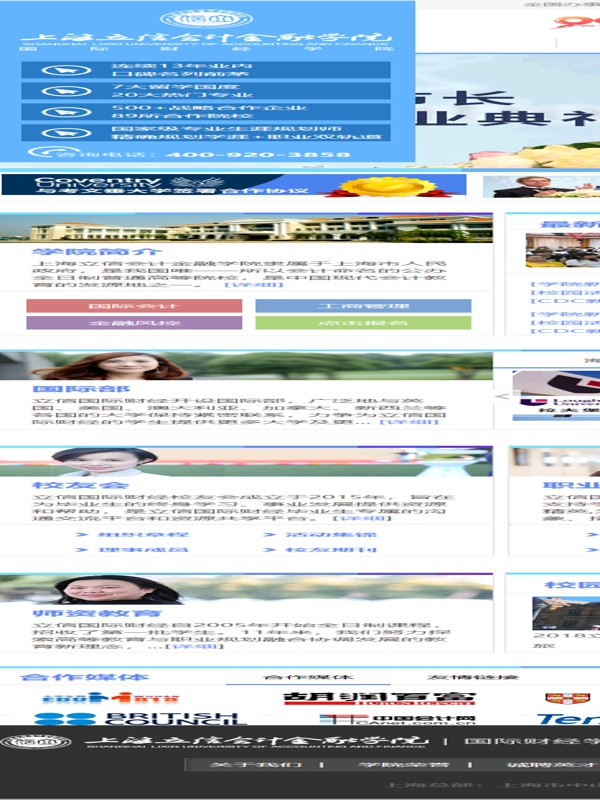 上海立信会计金融学院
SHANGHAI LIXIN UNIVERSITY OF ACCOUNTING AND FINANCE
国际财经学院
连续13年业内
口碑名列前茅
7大留学国度
20大热门专业
500+战略合作企业
89所合作院校
国家级专业生涯规划师
精确规划学涯+职业双轨道
咨询电话：400-920-3858
全国办事
市长
业典礼
Coventry
University
与考文垂大学签署合作协议
学院简介
上海立信会计金融学院隶属于上海市人民
政府，是我国唯一一所以会计命名的公办
全日制普通高等院校，是中国现代会计教
育的发源地之一。 [详细]
国际会计
工商管理
金融风控
点击报名
最新
[学院新
[校园活
[CDC新
[学院新
[校园活
[CDC新
国际部
立信国际财经开设国际部，广泛地与英
国、美国、澳大利亚、加拿大、新西兰等
各国的大学保持紧密联系，力争为立信国
际财经的学生提供更多大学及更... [详细]
校友会
立信国际财经校友会成立于2015年，旨在
为毕业生的终身学习、事业发展提供资源
和帮助，是立信国际财经毕业生专属的沟
通交流平台和资源共享平台。 [详细]
> 组织章程
> 活动集锦
> 理事成员
> 校友期刊
职业
立信国
支持学
精英,
象、指
师资教育
立信国际财经自2005年开始全日制课程，
招收了第一批学生。11年来，我们努力探
索高等教育与职业规划融合协调发展的教
育新理念，...[详细]
校园
2018立
旅
合作媒体
合作媒体
友情链接
胡润百富
HURUN REPORT
BRITISH
COUNCIL
中国会计网
Canet.com.cn
Ter
上海立信会计金融学院
SHANGHAI LIXIN UNIVERSITY OF ACCOUNTING AND FINANCE
| 国际财经学
关于我们 | 学院荣誉 | 诚聘英才
上海总部：上海市中